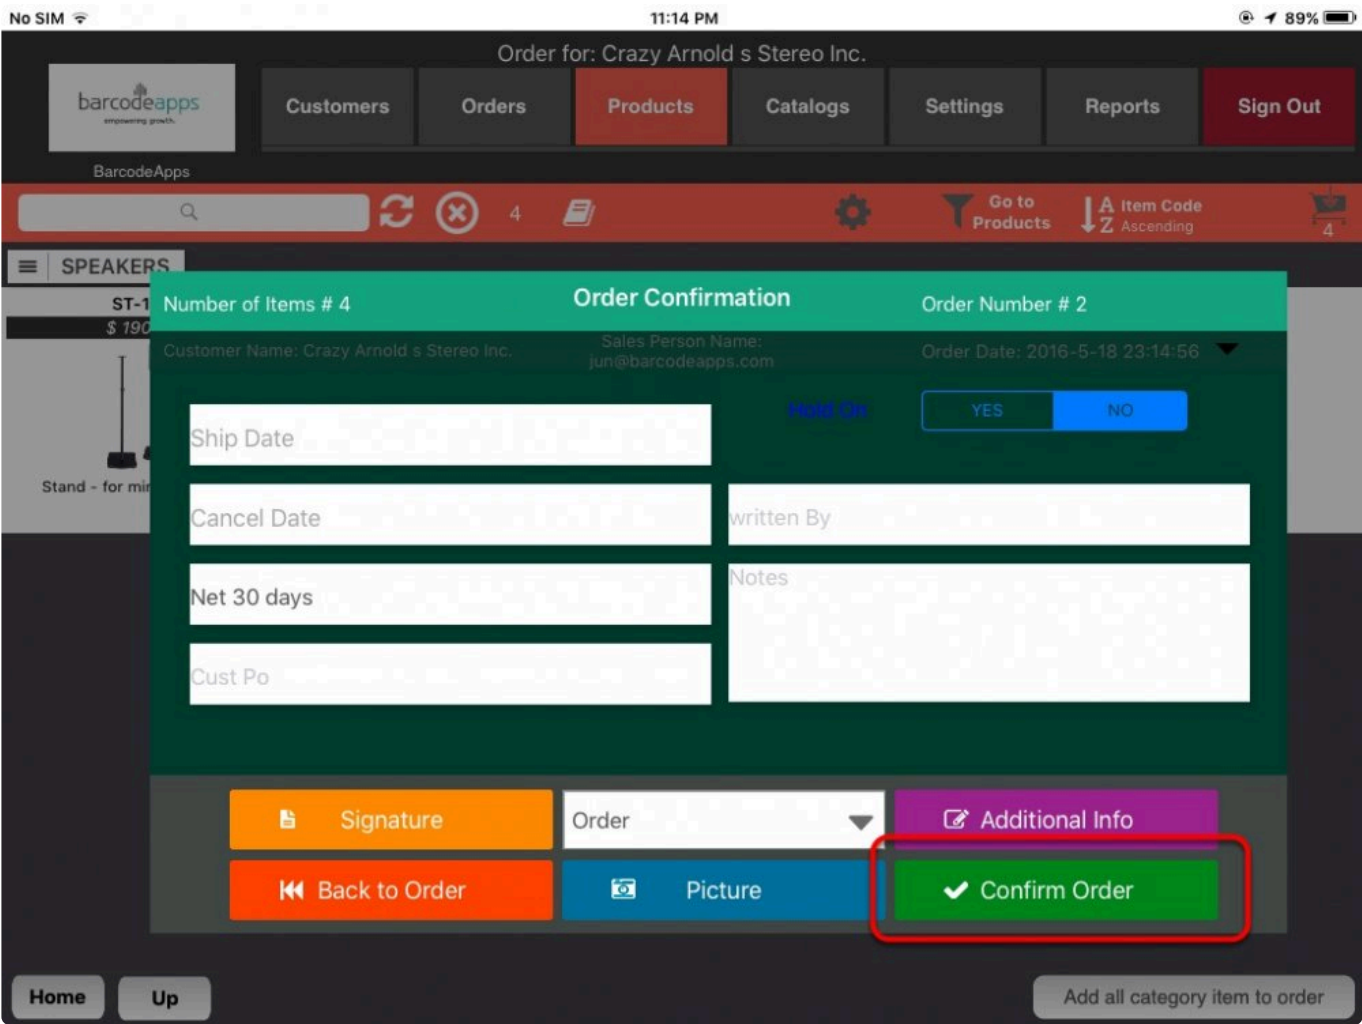 No SIM
11:14 PM
89%
Order for: Crazy Arnold s Stereo Inc.
barcodeapps
empowering growth.
BarcodeApps
Customers
Orders
Products
Catalogs
Settings
Reports
Sign Out
4
Go to
Products
A
Z
Item Code
Ascending
4
SPEAKERS
ST-1
$ 190
Stand - for mir
Number of Items # 4
Order Confirmation
Order Number # 2
Customer Name: Crazy Arnold s Stereo Inc.
Sales Person Name:
jun@barcodeapps.com
Order Date: 2016-5-18 23:14:56
Ship Date
Hold On
YES
NO
Cancel Date
written By
Net 30 days
Notes
Cust Po
Signature
Order
Additional Info
Back to Order
Picture
Confirm Order
Home
Up
Add all category item to order